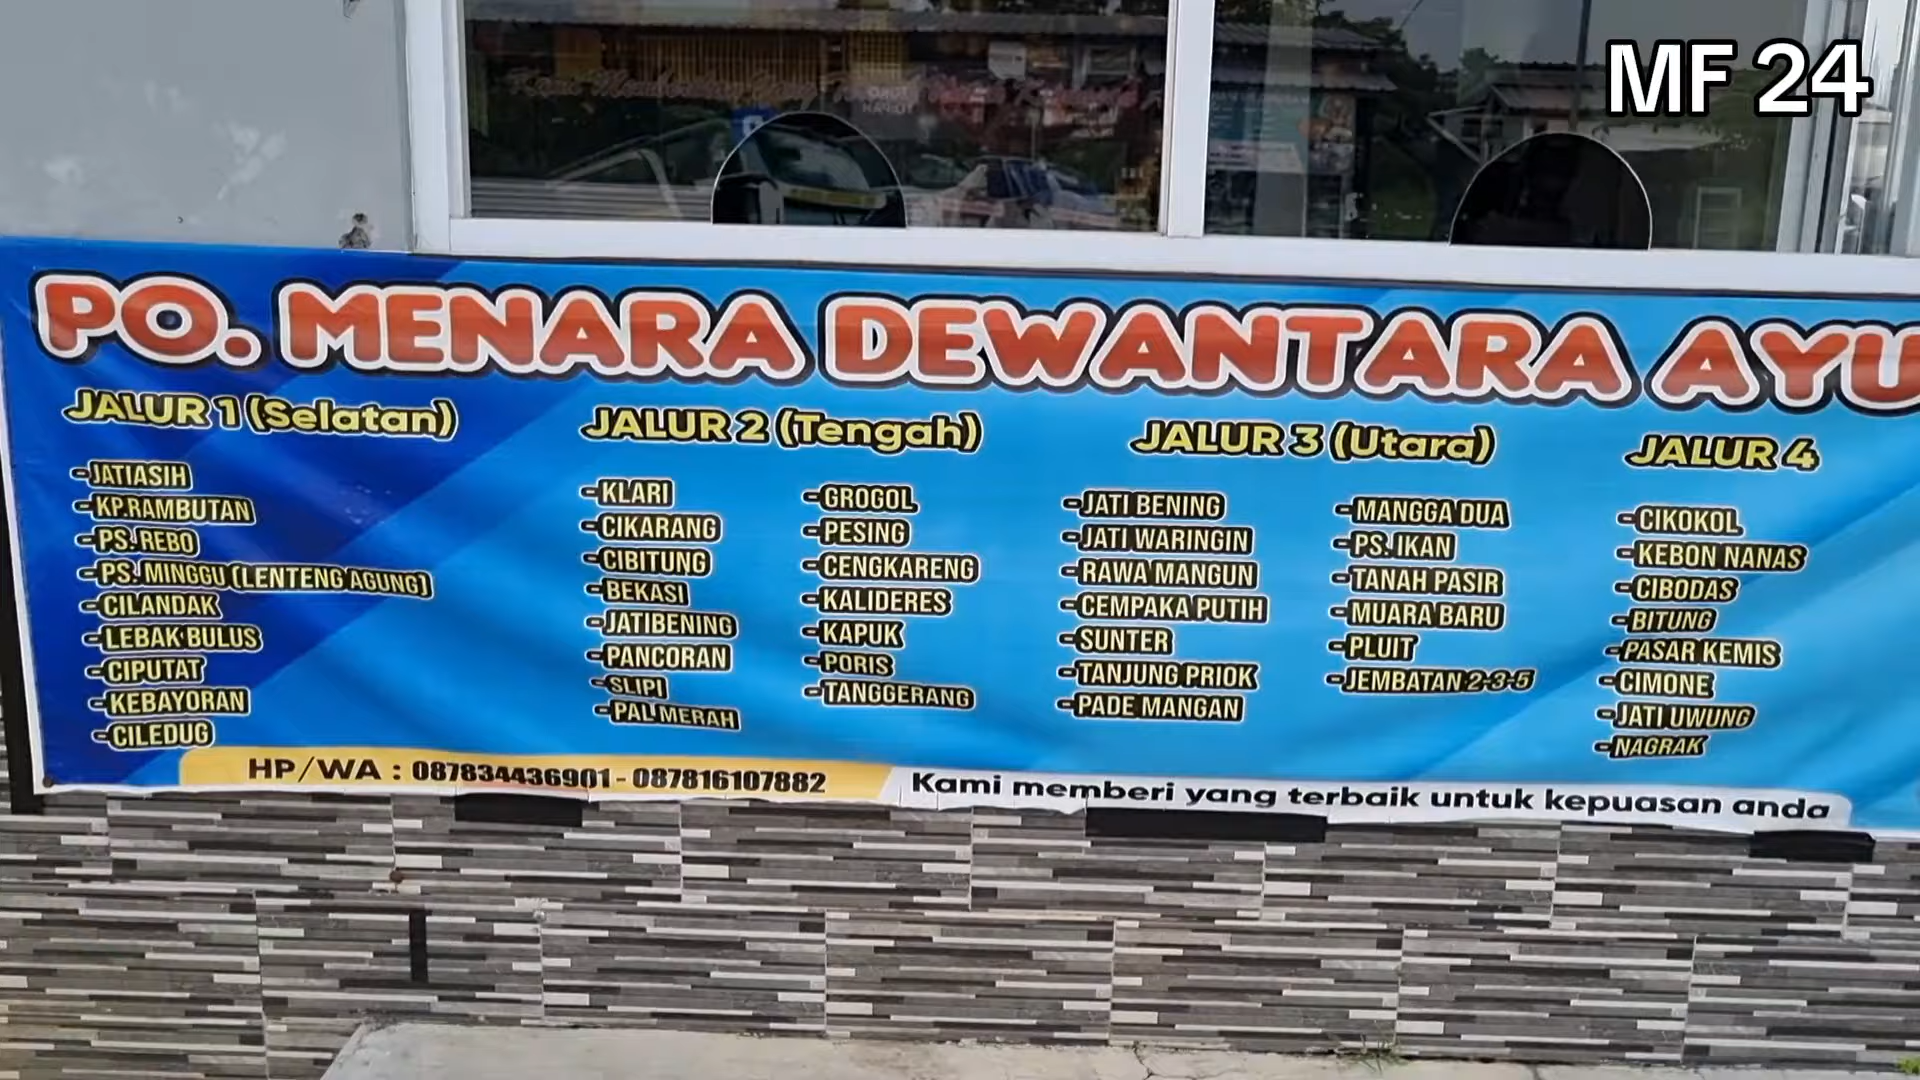 MF 24
PO. MENARA DEWANTARA AYU
JALUR 1 (Selatan)
-JATIASIH
-KP.RAMBUTAN
-PS. REBO
-PS. MINGGU (LENTENG AGUNG)
-CILANDAK
-LEBAK BULUS
-CIPUTAT
-KEBAYORAN
-CILEDUG
JALUR 2 (Tengah)
-KLARI
-CIKARANG
-CIBITUNG
-BEKASI
-JATIBENING
-PANCORAN
-SLIPI
-PAL MERAH
-GROGOL
-PESING
-CENGKARENG
-KALIDERES
-KAPUK
-PORIS
-TANGGERANG
JALUR 3 (Utara)
-JATI BENING
-JATI WARINGIN
-RAWA MANGUN
-CEMPAKA PUTIH
-SUNTER
-TANJUNG PRIOK
-PADE MANGAN
-MANGGA DUA
-PS. IKAN
-TANAH PASIR
-MUARA BARU
-PLUIT
-JEMBATAN 2-3-5
JALUR 4
-CIKOKOL
-KEBON NANAS
-CIBODAS
-BITUNG
-PASAR KEMIS
-CIMONE
-JATI UWUNG
-NAGRAK
HP/WA : 087834436901 - 087816107882
Kami memberi yang terbaik untuk kepuasan anda